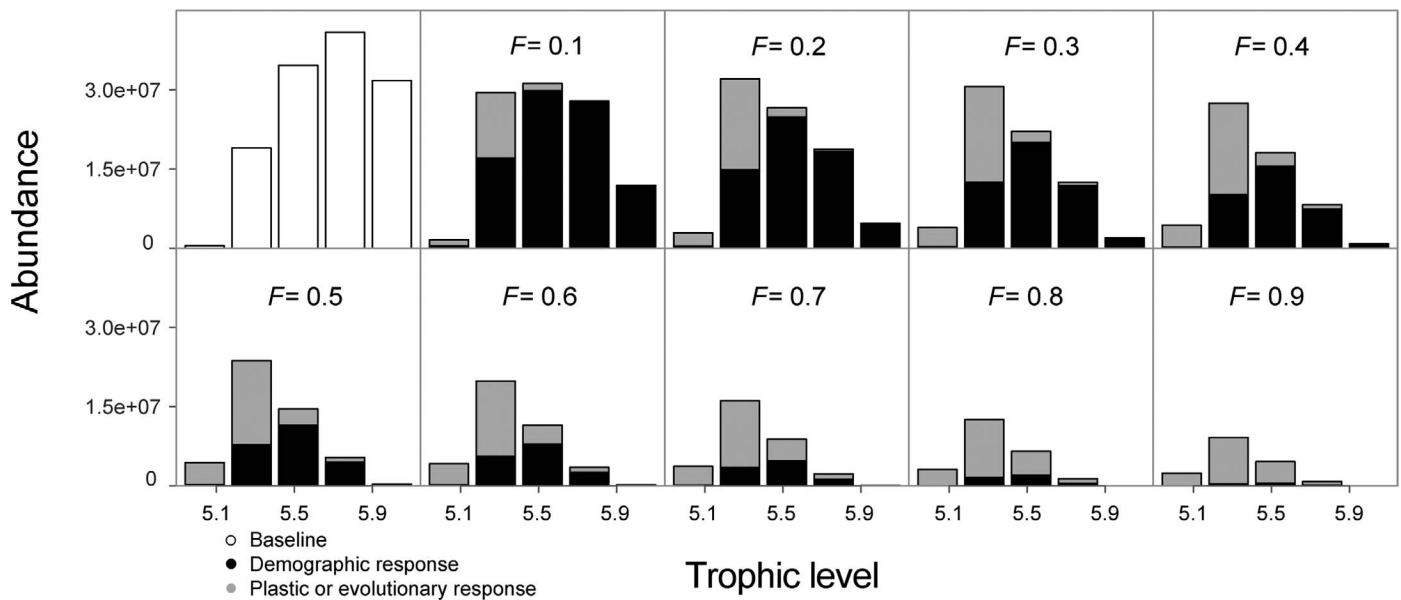 F= 0.1
F= 0.2
F= 0.3
F= 0.4
3.0e+07
1.5e+07
0
Abundance
F= 0.5
F= 0.6
F= 0.7
F= 0.8
F= 0.9
3.0e+07
1.5e+07
0
5.1 5.5 5.9 5.1 5.5 5.9 5.1 5.5 5.9 5.1 5.5 5.9 5.1 5.5 5.9
Baseline
Demographic response
Plastic or evolutionary response
Trophic level